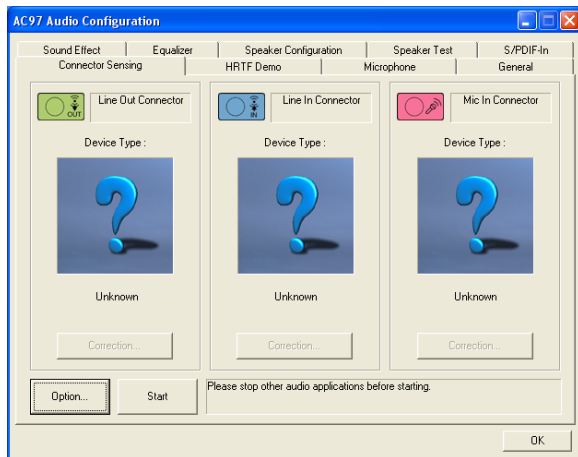 AC97 Audio Configuration
Sound Effect Equalizer Speaker Configuration Speaker Test S/PDIF-In
Connector Sensing HRTF Demo Microphone General
OUT Line Out Connector
IN Line In Connector
Mic In Connector
Device Type :
Device Type :
Device Type :
Unknown
Unknown
Unknown
Correction...
Correction...
Correction...
Option...
Start
Please stop other audio applications before starting.
OK